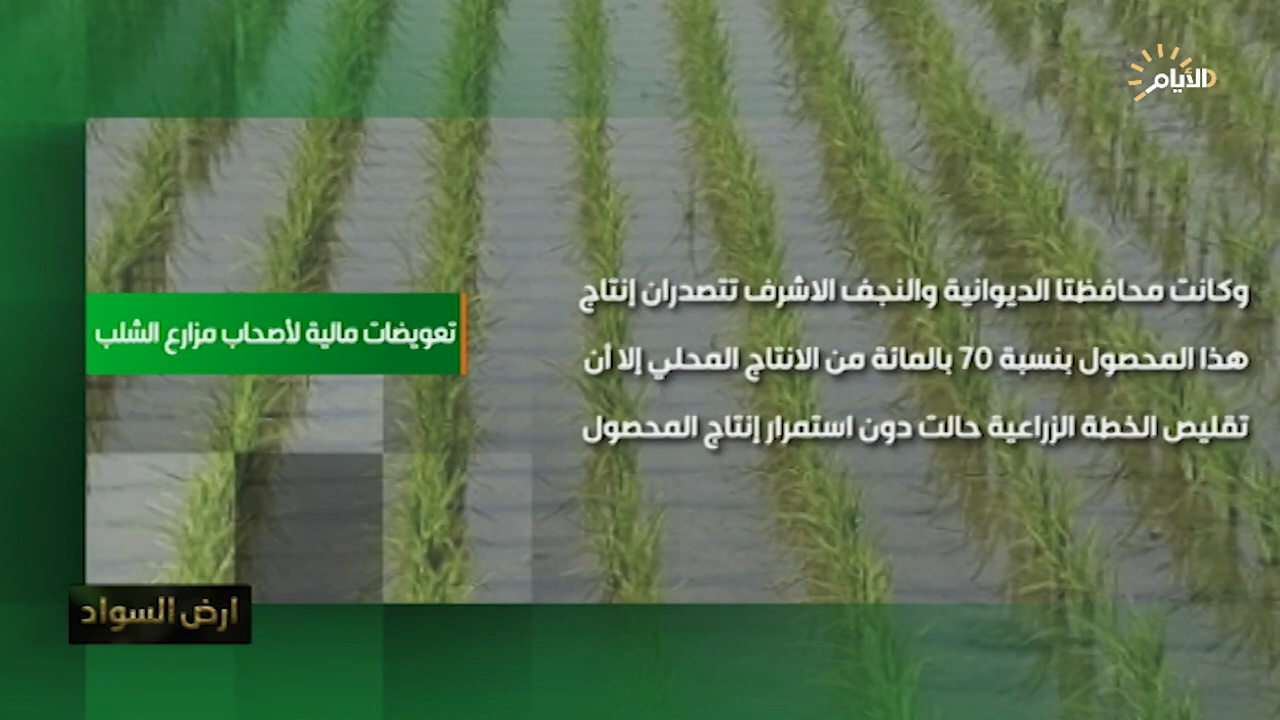 الأيام
وكانت محافظتا الديوانية والنجف الاشرف تتصدران إنتاج
هذا المحصول بنسبة 70 بالمائة من الانتاج المحلي إلا أن
تقليص الخطة الزراعية حالت دون استمرار إنتاج المحصول
تعويضات مالية لأصحاب مزارع الشلب
ارض السواد